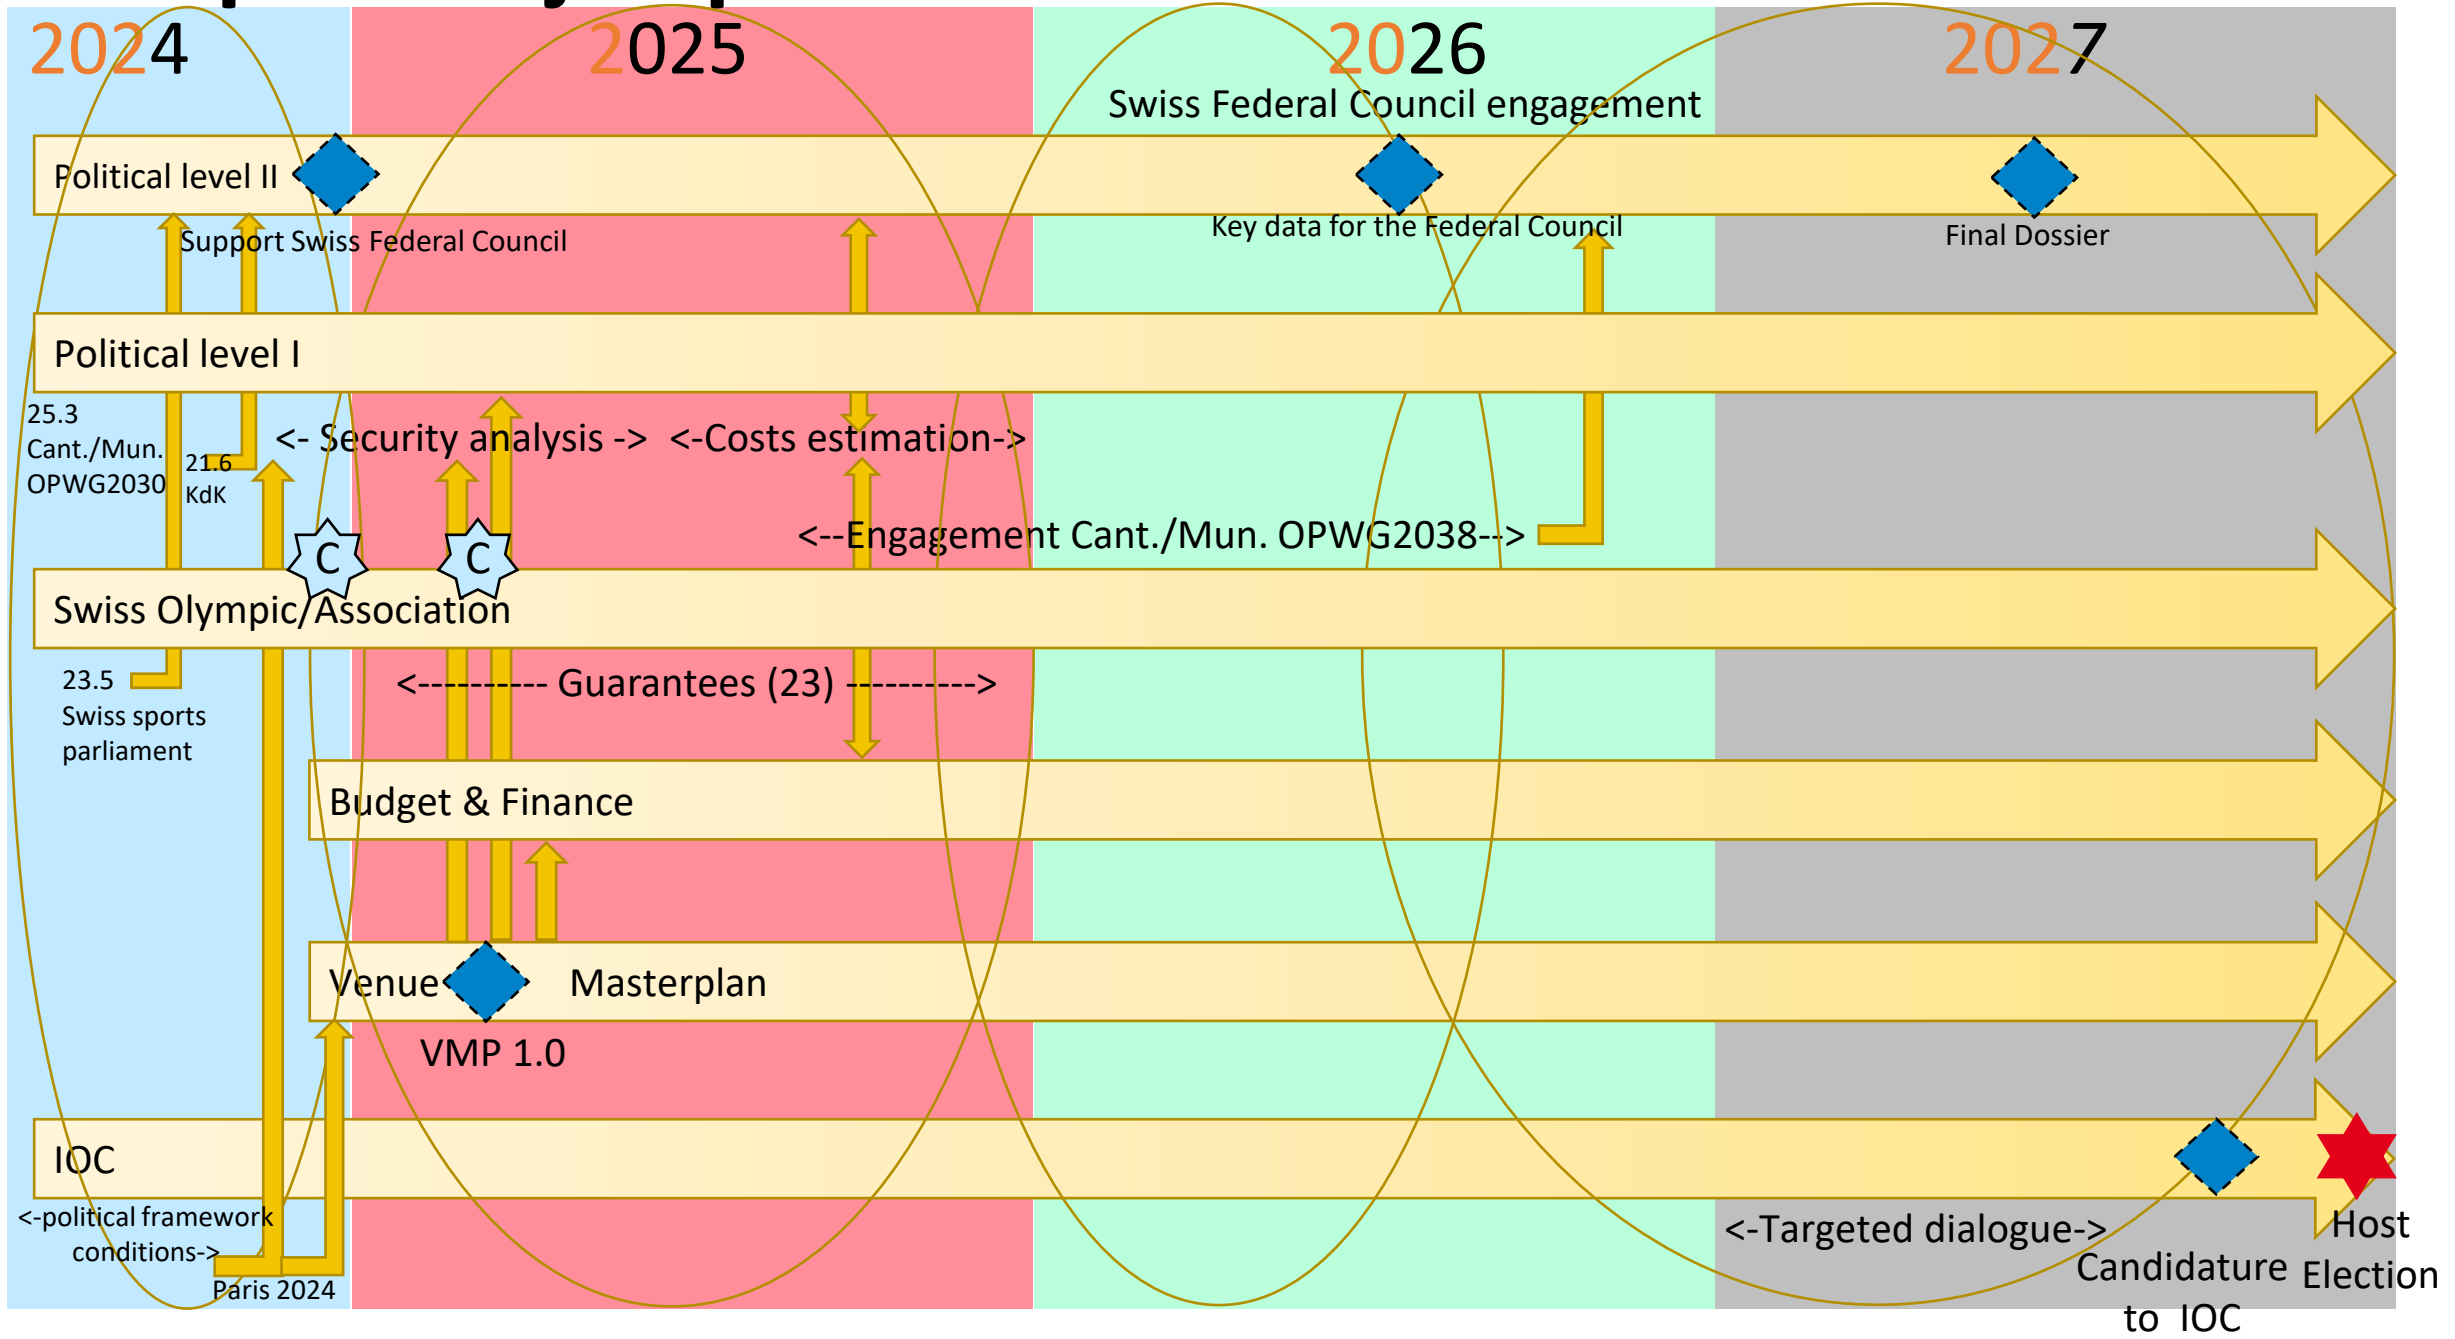 2024
2025
2026
2027
Swiss Federal Council engagement
Political level II
Support Swiss Federal Council
Key data for the Federal Council
Final Dossier
Political level I
25.3
Cant./Mun.
OPWG2030
21.6
KdK
<- Security analysis ->
<-Costs estimation->
<--Engagement Cant./Mun. OPWG2038-->
C
C
Swiss Olympic/Association
23.5
Swiss sports
parliament
<---------- Guarantees (23) ---------->
Budget & Finance
Venue
Masterplan
VMP 1.0
IOC
<-political framework
conditions->
Paris 2024
<-Targeted dialogue->
Candidature
to IOC
Host
Election